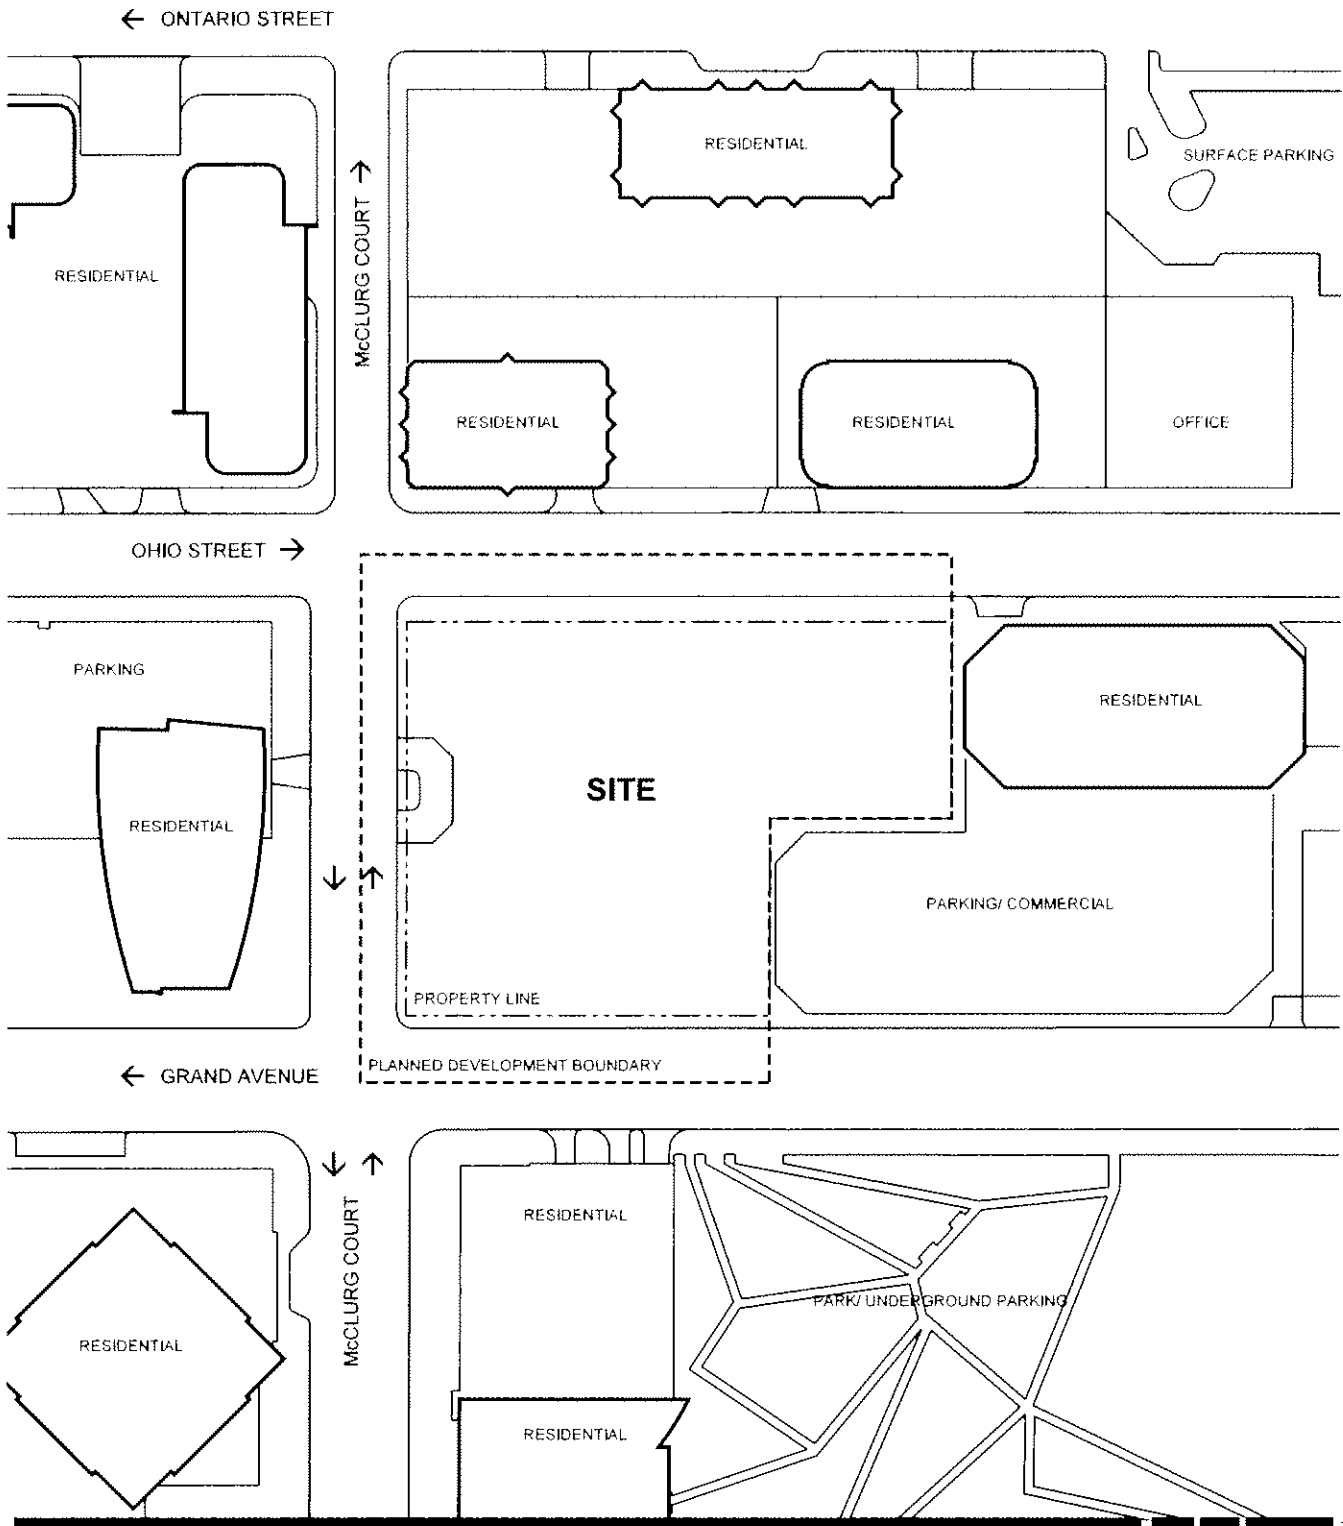 ← ONTARIO STREET
RESIDENTIAL
SURFACE PARKING
McCLURG COURT →
RESIDENTIAL
RESIDENTIAL
RESIDENTIAL
OFFICE
OHIO STREET →
PARKING
RESIDENTIAL
SITE
RESIDENTIAL
PARKING/ COMMERCIAL
PROPERTY LINE
PLANNED DEVELOPMENT BOUNDARY
← GRAND AVENUE
McCLURG COURT
RESIDENTIAL
PARK/ UNDERGROUND PARKING
RESIDENTIAL
RESIDENTIAL